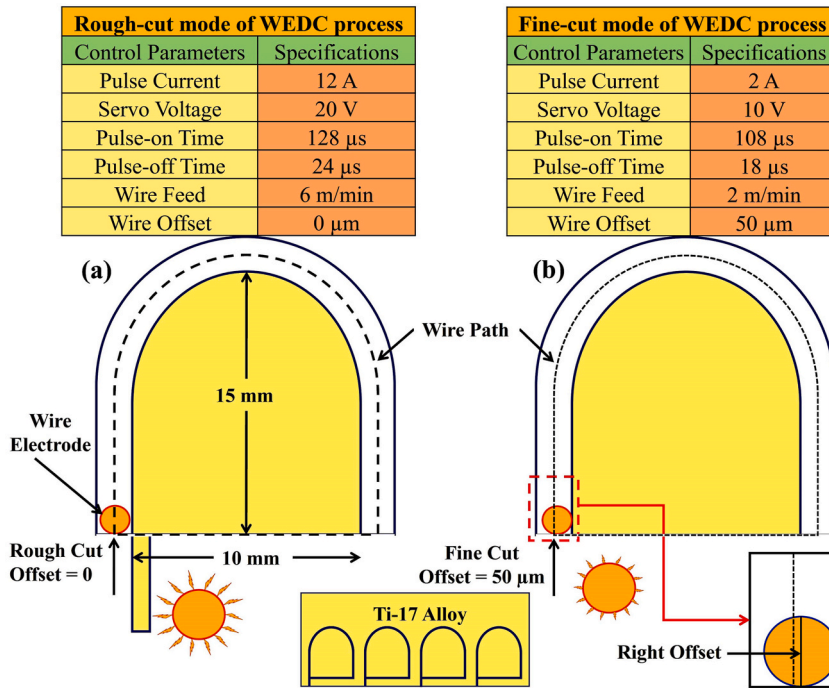 Rough-cut mode of WEDC process
Control Parameters Specifications
Pulse Current 12 A
Servo Voltage 20 V
Pulse-on Time 128 µs
Pulse-off Time 24 µs
Wire Feed 6 m/min
Wire Offset 0 µm
Fine-cut mode of WEDC process
Control Parameters Specifications
Pulse Current 2 A
Servo Voltage 10 V
Pulse-on Time 108 µs
Pulse-off Time 18 µs
Wire Feed 2 m/min
Wire Offset 50 µm
(a)
(b)
Wire Path
15 mm
Wire
Electrode
Rough Cut
Offset = 0
10 mm
Fine Cut
Offset = 50 µm
Ti-17 Alloy
Right Offset